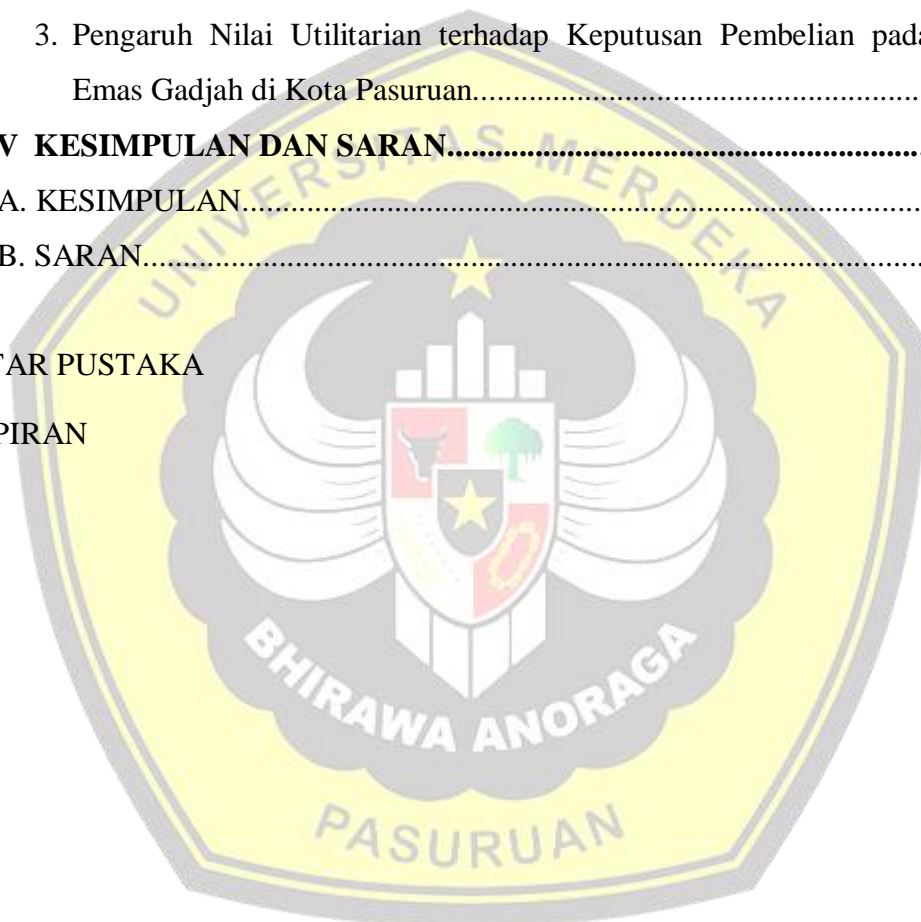 3. Pengaruh Nilai Utilitarian terhadap Keputusan Pembelian pada
Emas Gadjah di Kota Pasuruan..........................................................
V KESIMPULAN DAN SARAN..........................................................
A. KESIMPULAN..........................................................................
B. SARAN..........................................................................
TAR PUSTAKA
PIRAN
UNIVERSITAS MERDEKA
BHIRAWA ANORAGA
PASURUAN